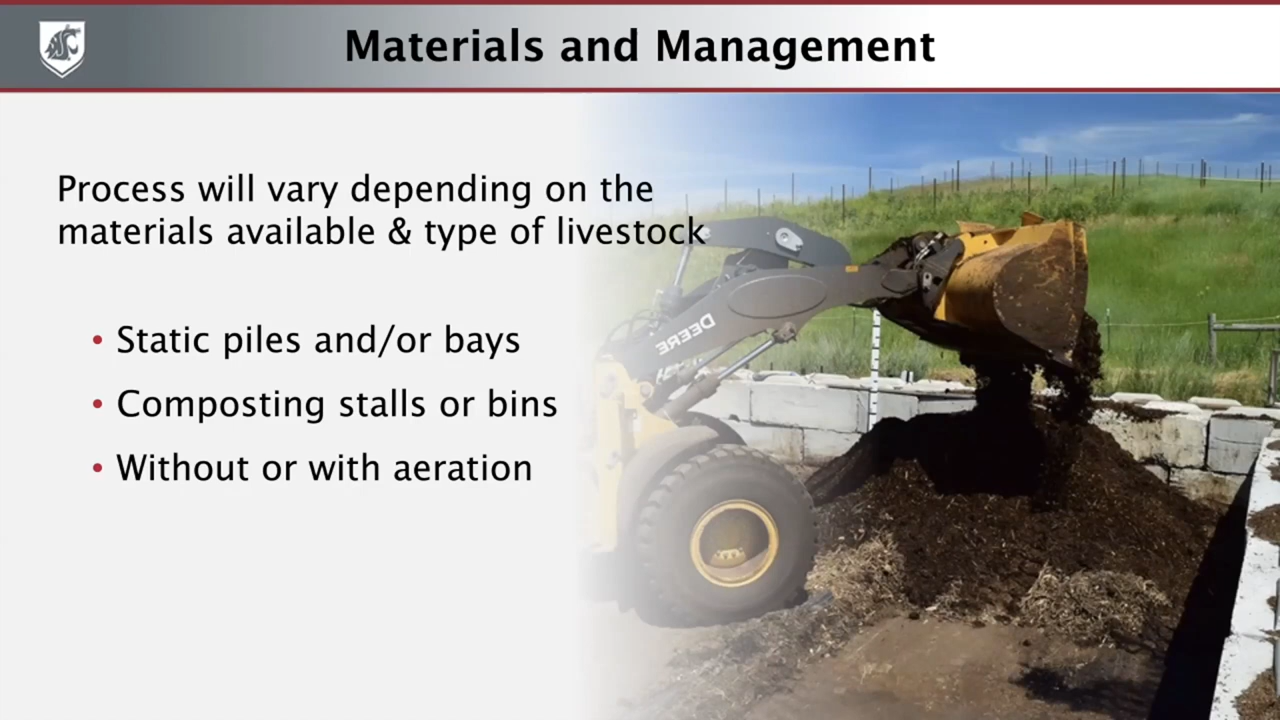 Materials and Management
Process will vary depending on the
materials available & type of livestock
• Static piles and/or bays
• Composting stalls or bins
• Without or with aeration
DEERE